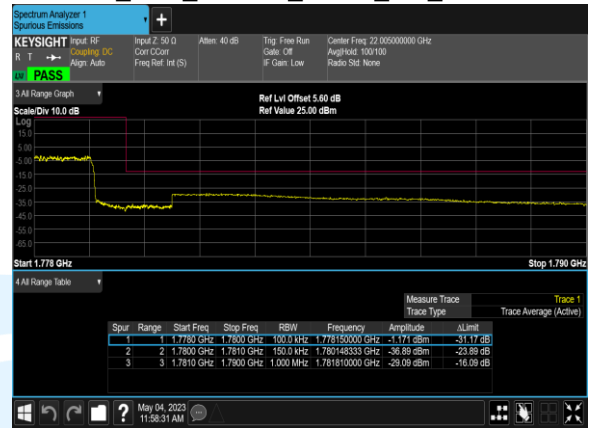 Spectrum Analyzer 1
Spurious Emissions
KEYSIGHT Input: RF Input Z: 50 Ω Atten: 40 dB Trig: Free Run Center Freq: 22.005000000 GHz
R T Coupling: DC Corr CCorr Gate: Off Avg|Hold: 100/100
Align: Auto Freq Ref: Int (S) IF Gain: Low Radio Std: None
PASS
3 All Range Graph
Ref Lvl Offset 5.60 dB
Scale/Div 10.0 dB Ref Value 25.00 dBm
Log
15.0
5.00
-5.00
-15.0
-25.0
-35.0
-45.0
-55.0
-65.0
Start 1.778 GHz Stop 1.790 GHz
4 All Range Table
Measure Trace Trace 1
Trace Type Trace Average (Active)
Spur Range Start Freq Stop Freq RBW Frequency Amplitude ΔLimit
1 1 1.7780 GHz 1.7800 GHz 100.0 kHz 1.778150000 GHz -1.171 dBm -31.17 dB
2 2 1.7800 GHz 1.7810 GHz 150.0 kHz 1.780148333 GHz -36.89 dBm -23.89 dB
3 3 1.7810 GHz 1.7900 GHz 1.000 MHz 1.781810000 GHz -29.09 dBm -16.09 dB
? May 04, 2023
11:58:31 AM